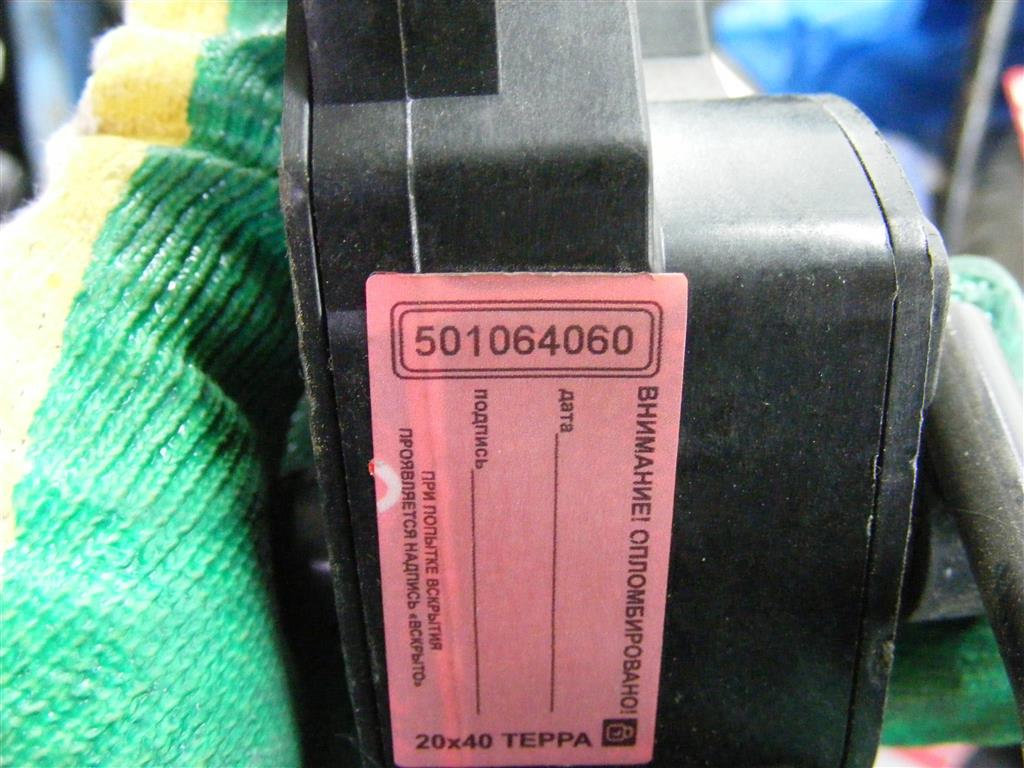 501064060
ВНИМАНИЕ! ОПЛОМБИРОВАНО!
дата
подпись
ПРИ ПОПЫТКЕ ВСКРЫТИЯ
ПРОЯВЛЯЕТСЯ НАДПИСЬ «ВСКРЫТО»
20x40 ТЕРРА